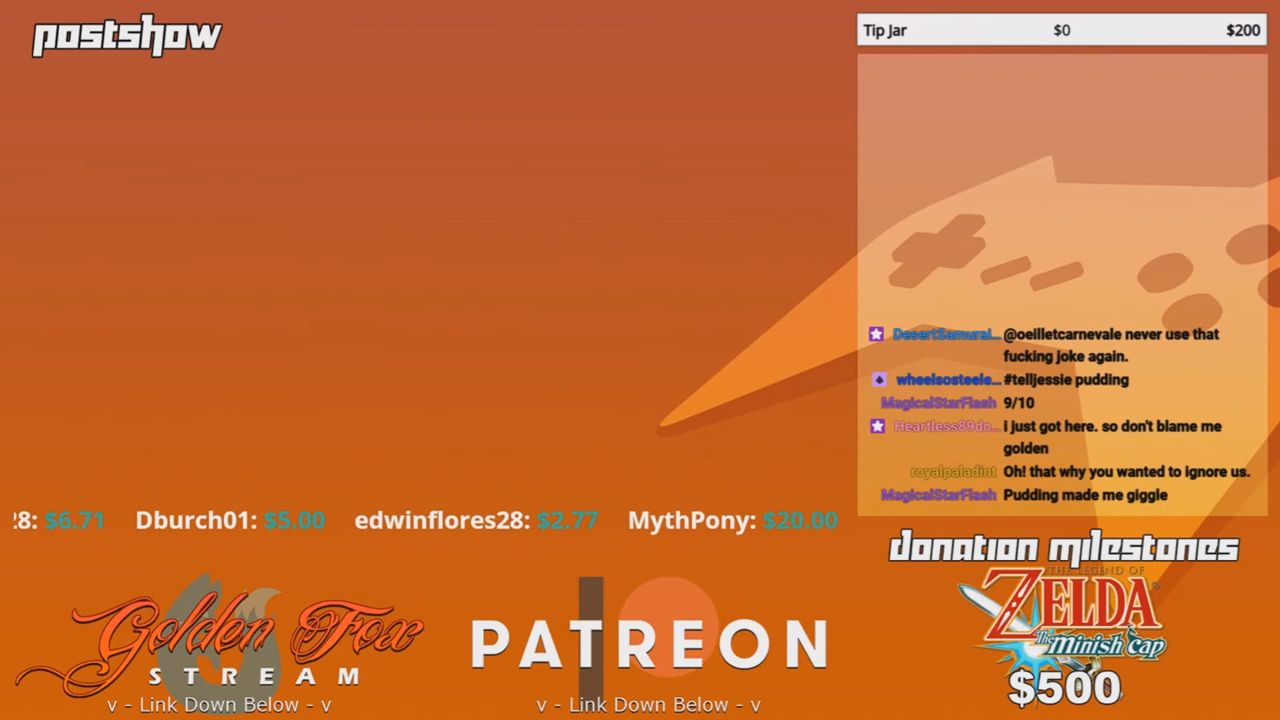 postshow
Tip Jar $0 $200
DesertSamurai... @oeilletcarnevale never use that
fucking joke again.
wheelsosteele... #telljessie pudding
MagicalStarFlash 9/10
Heartless89do... i just got here. so don't blame me
golden
royalpaladint Oh! that why you wanted to ignore us.
MagicalStarFlash Pudding made me giggle
28: $6.71 Dburch01: $5.00 edwinflores28: $2.77 MythPony: $20.00
donation milestones
THE LEGEND OF
ZELDA
The Minish Cap
$500
Golden Fox
STREAM
v - Link Down Below - v
PATREON
v - Link Down Below - v